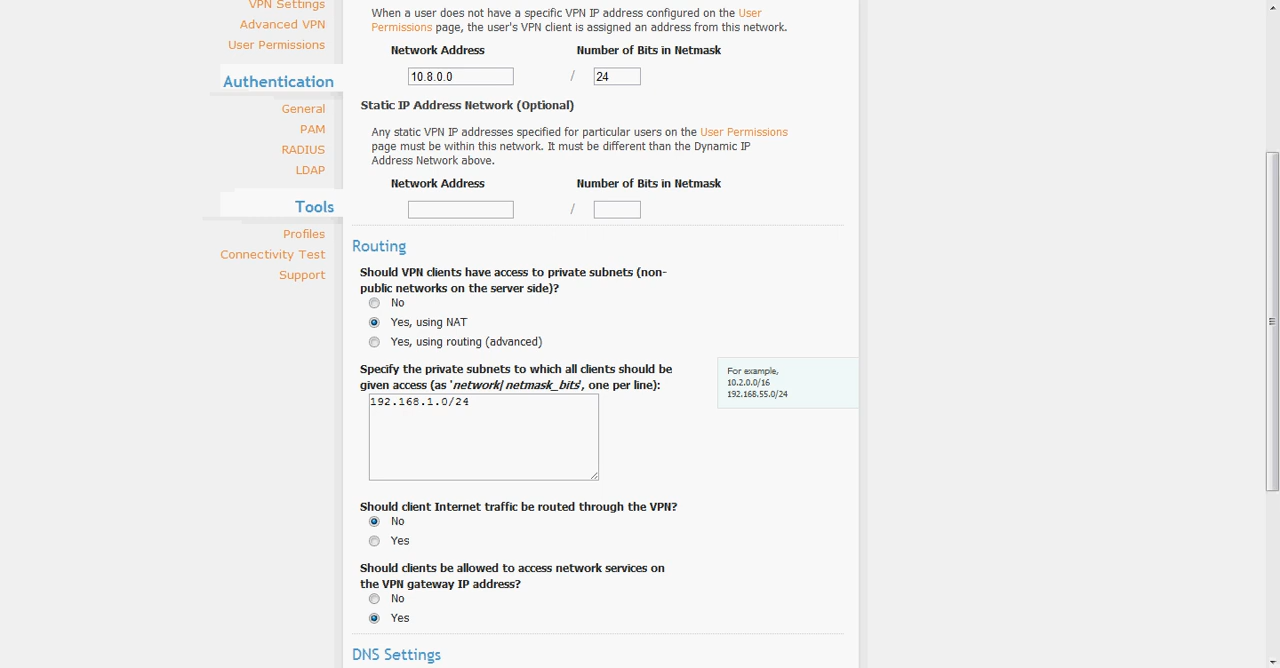 VPN Settings
Advanced VPN
User Permissions
Authentication
General
PAM
RADIUS
LDAP
Tools
Profiles
Connectivity Test
Support
When a user does not have a specific VPN IP address configured on the User
Permissions page, the user's VPN client is assigned an address from this network.
Network Address Number of Bits in Netmask
10.8.0.0 / 24
Static IP Address Network (Optional)
Any static VPN IP addresses specified for particular users on the User Permissions
page must be within this network. It must be different than the Dynamic IP
Address Network above.
Network Address Number of Bits in Netmask
/
Routing
Should VPN clients have access to private subnets (non-
public networks on the server side)?
No
Yes, using NAT
Yes, using routing (advanced)
Specify the private subnets to which all clients should be
given access (as 'network/netmask_bits', one per line):
192.168.1.0/24
For example,
10.2.0.0/16
192.168.55.0/24
Should client Internet traffic be routed through the VPN?
No
Yes
Should clients be allowed to access network services on
the VPN gateway IP address?
No
Yes
DNS Settings